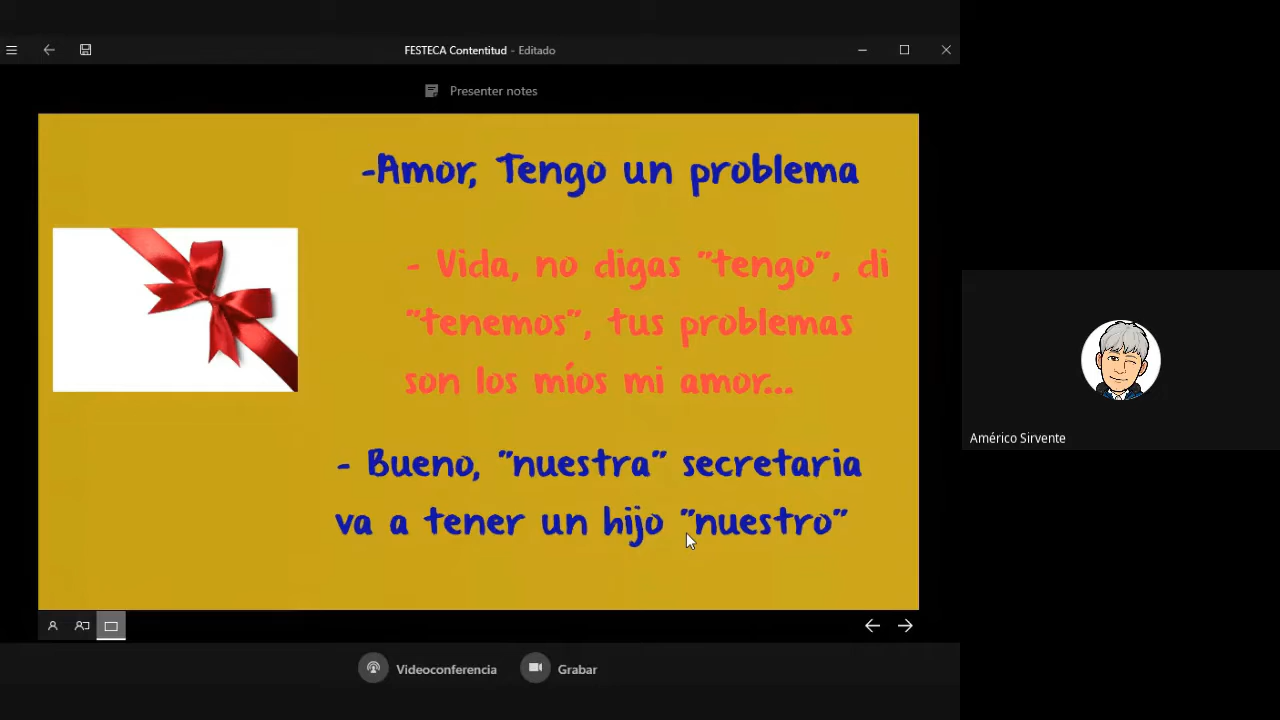 FESTECA Contentitud - Editado
Presenter notes
-Amor, Tengo un problema
- Vida, no digas "tengo", di
"tenemos", tus problemas
son los míos mi amor...
- Bueno, "nuestra" secretaria
va a tener un hijo "nuestro"
Américo Sirvente
Videoconferencia
Grabar